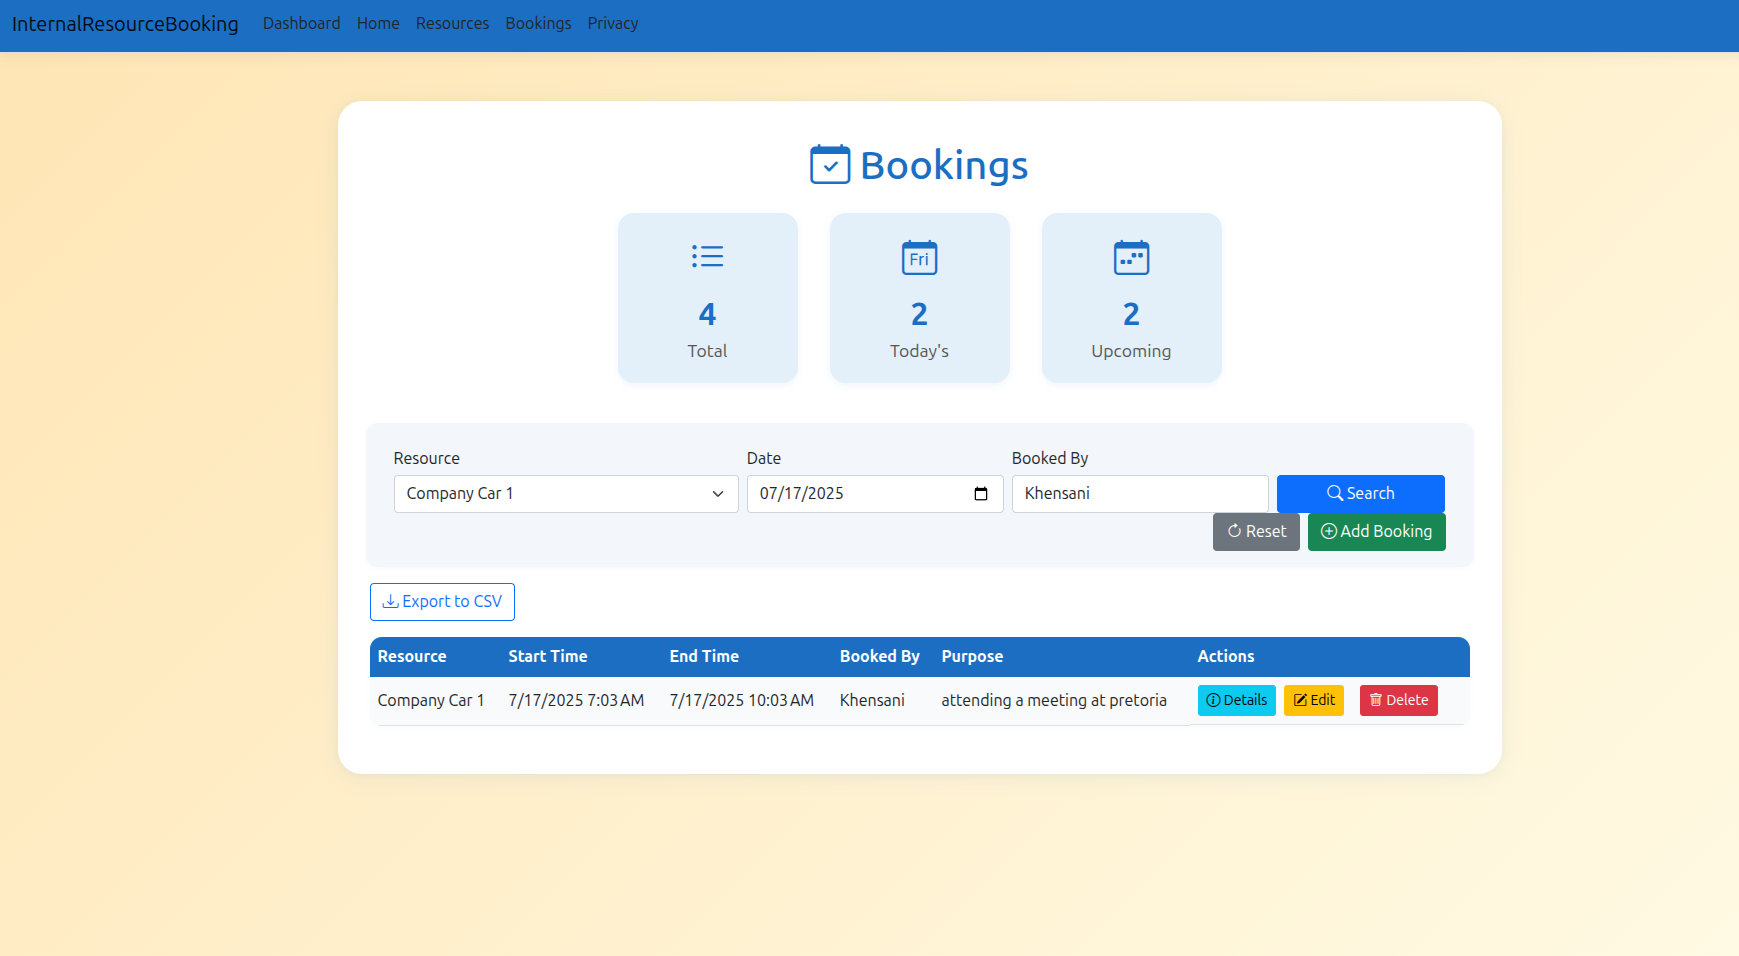 InternalResourceBooking Dashboard Home Resources Bookings Privacy
Bookings
Fri
4 2 2
Total Today's Upcoming
Resource Date Booked By
Company Car 1 07/17/2025 Khensani Search
Reset Add Booking
Export to CSV
Resource Start Time End Time Booked By Purpose Actions
Company Car 1 7/17/2025 7:03 AM 7/17/2025 10:03 AM Khensani attending a meeting at pretoria Details Edit Delete